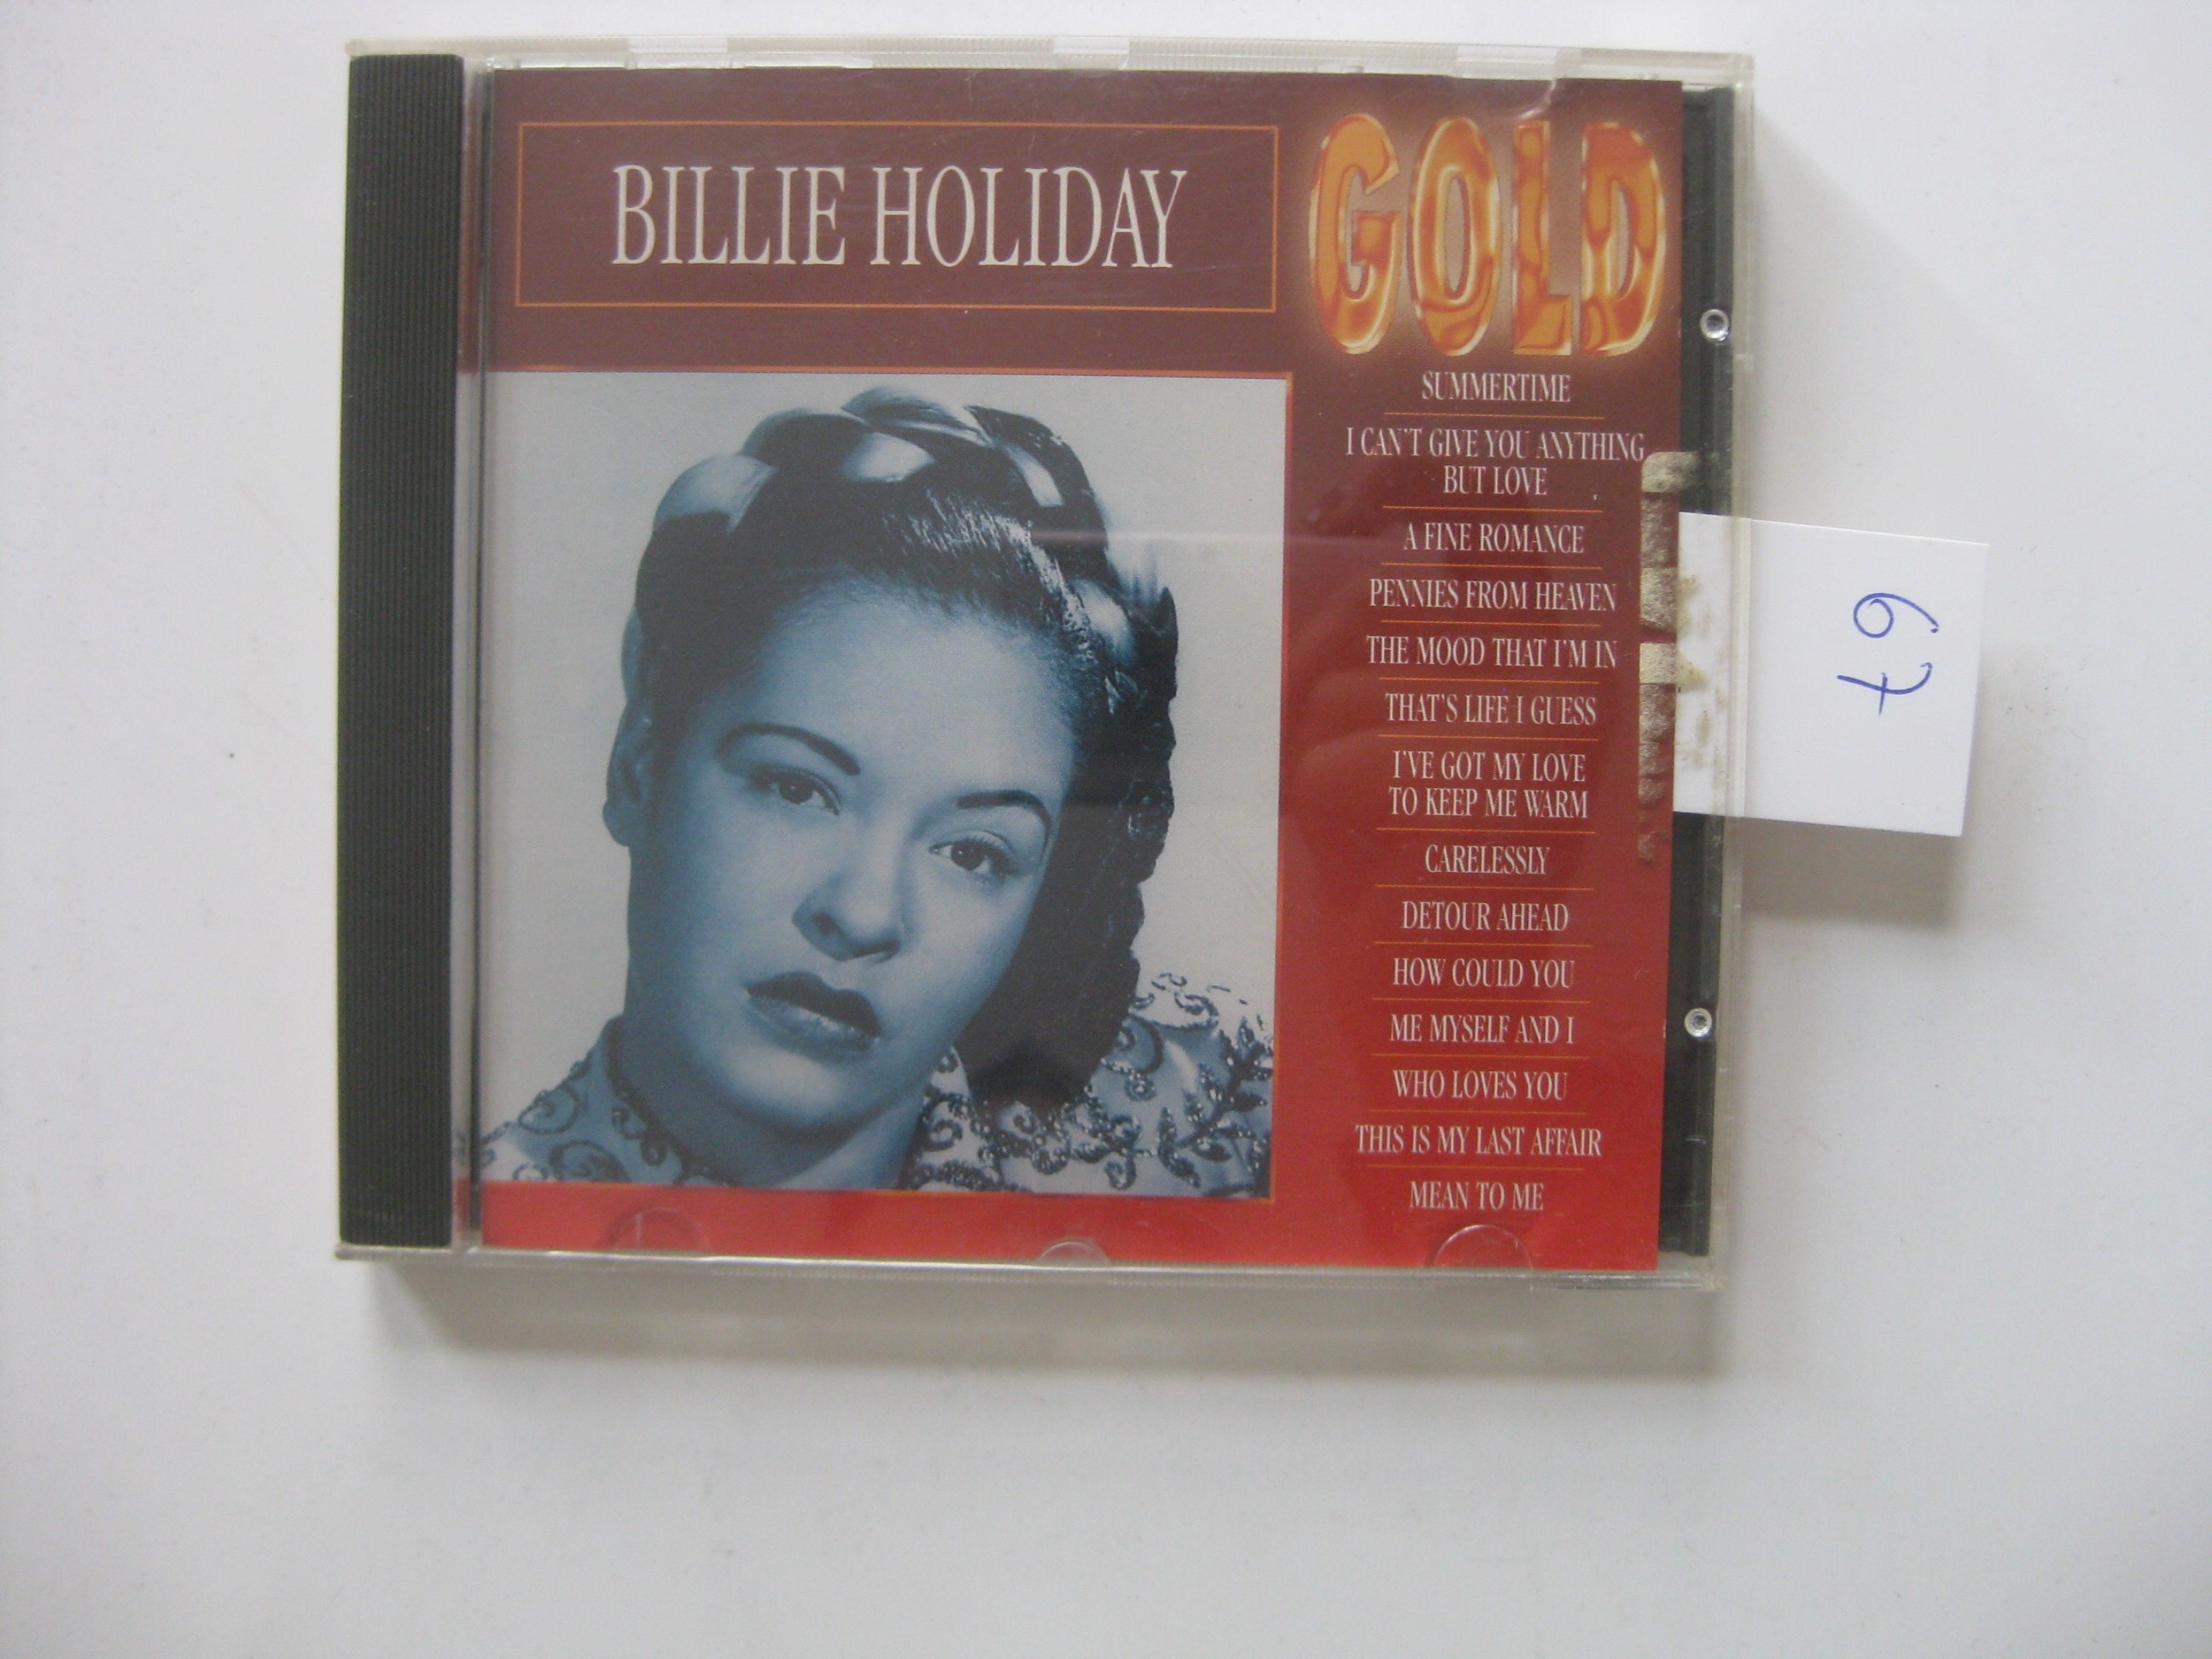 BILLIE HOLIDAY
GOLD
SUMMERTIME
I CAN'T GIVE YOU ANYTHING
BUT LOVE
A FINE ROMANCE
PENNIES FROM HEAVEN
THE MOOD THAT I'M IN
THAT'S LIFE I GUESS
I'VE GOT MY LOVE
TO KEEP ME WARM
CARELESSLY
DETOUR AHEAD
HOW COULD YOU
ME MYSELF AND I
WHO LOVES YOU
THIS IS MY LAST AFFAIR
MEAN TO ME
67